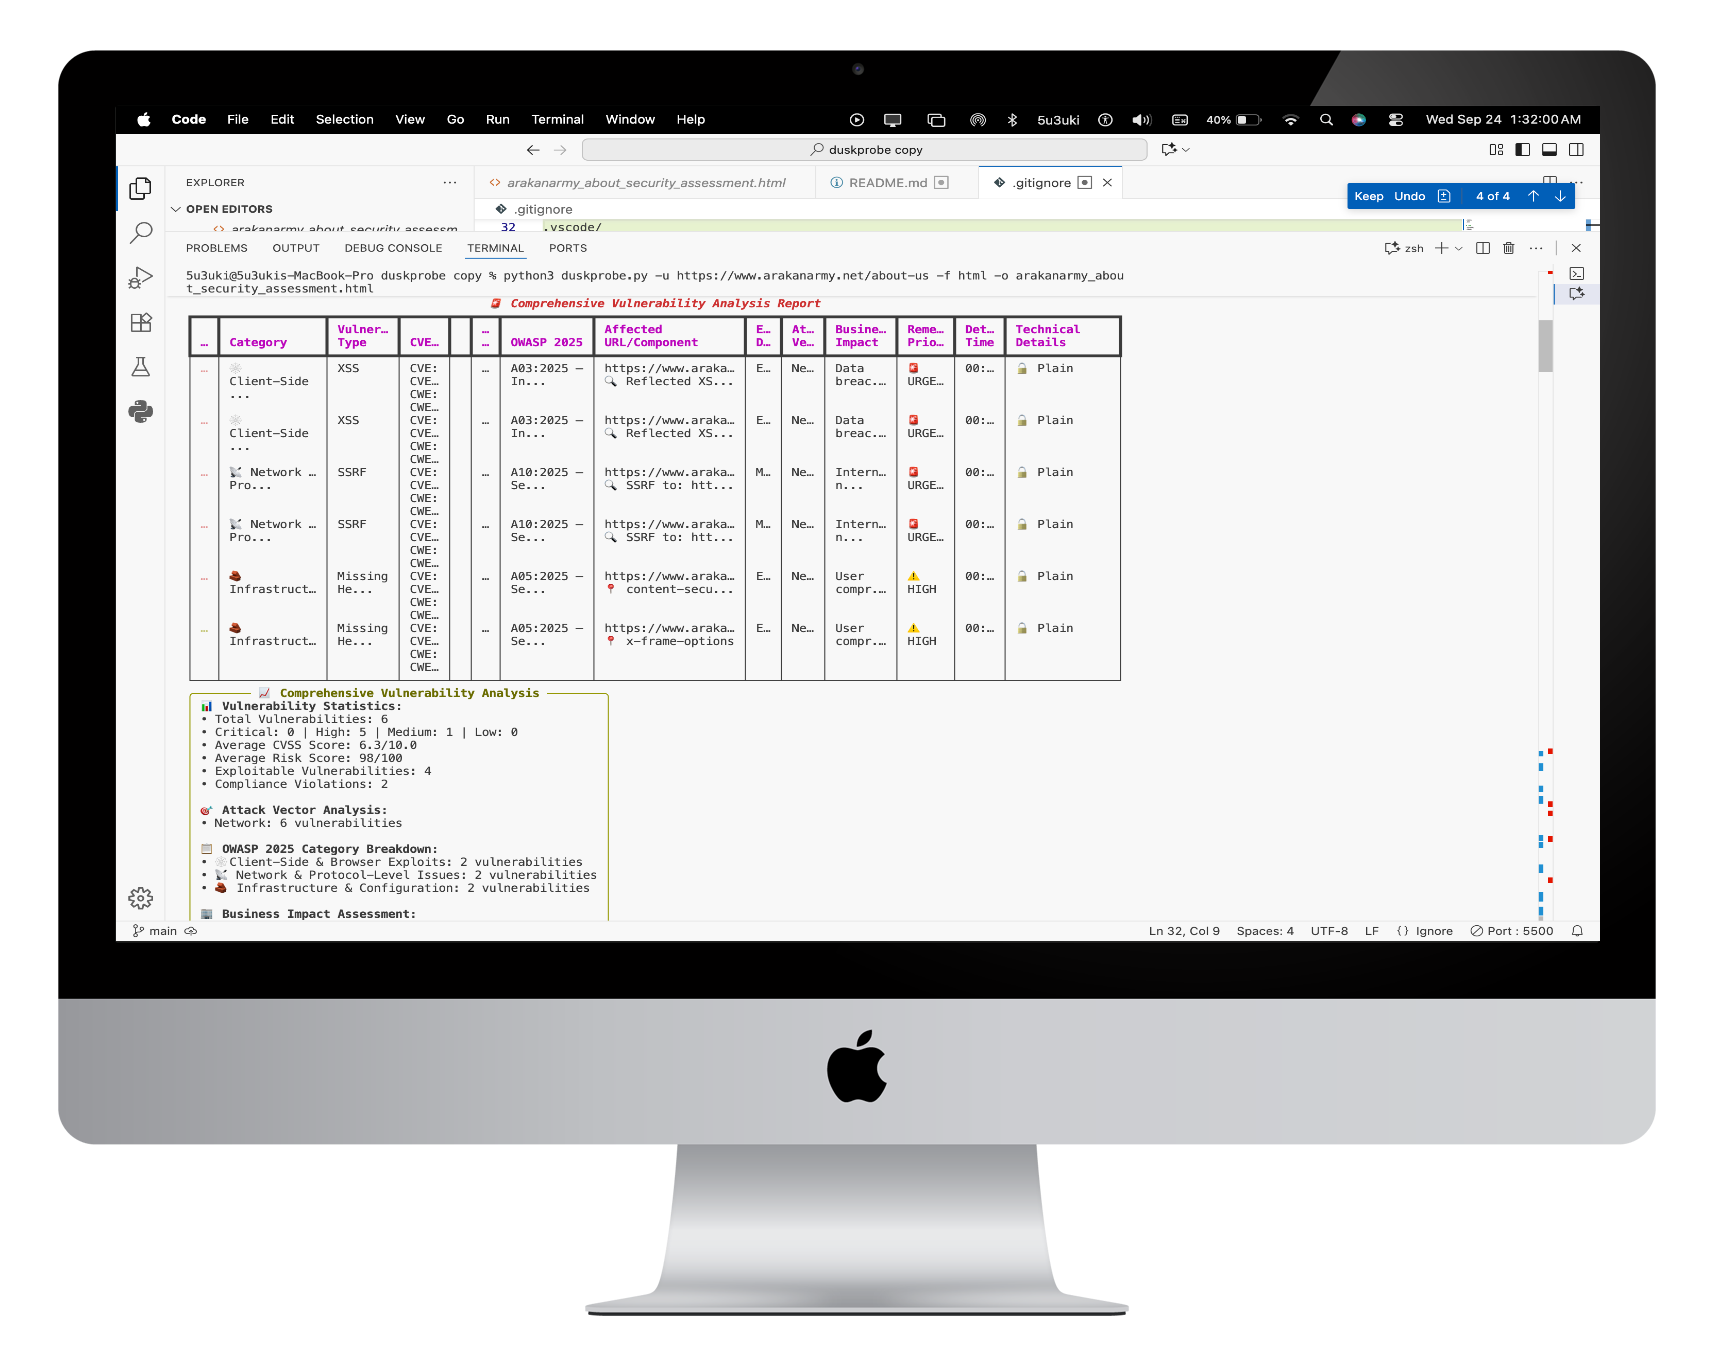 Code File Edit Selection View Go Run Terminal Window Help 5u3uki 40% Wed Sep 24 1:32:00 AM
duskprobe copy
EXPLORER ...
arakanarmy_about_security_assessment.html README.md .gitignore
Keep Undo 4 of 4
OPEN EDITORS
.gitignore
arakanarmy_about_security_assessm
32 .vscode/
PROBLEMS OUTPUT DEBUG CONSOLE TERMINAL PORTS zsh
5u3uki@5u3ukis-MacBook-Pro duskprobe copy % python3 duskprobe.py -u https://www.arakanarmy.net/about-us -f html -o arakanarmy_abou
t_security_assessment.html
Comprehensive Vulnerability Analysis Report
Vulner… … Affected E… At… Busine… Reme… Det… Technical
… Category Type CVE… … OWASP 2025 URL/Component D… Ve… Impact Prio… Time Details
… XSS CVE: … A03:2025 – https://www.araka… E… Ne… Data 00:… Plain
Client-Side CVE… In... Reflected XS... breac.… URGE…
... CWE:
CWE…
… XSS CVE: … A03:2025 – https://www.araka… E… Ne… Data 00:… Plain
Client-Side CVE… In... Reflected XS... breac.… URGE…
... CWE:
CWE…
… Network … SSRF CVE: … A10:2025 – https://www.araka… M… Ne… Intern… 00:… Plain
Pro... CVE… Se... SSRF to: htt... n... URGE…
CWE:
CWE…
… Network … SSRF CVE: … A10:2025 – https://www.araka… M… Ne… Intern… 00:… Plain
Pro... CVE… Se... SSRF to: htt... n... URGE…
CWE:
CWE…
… Missing CVE: … A05:2025 – https://www.araka… E… Ne… User 00:… Plain
Infrastruct… He... CVE… Se... content-secu... compr.… HIGH
CWE:
CWE…
… Missing CVE: … A05:2025 – https://www.araka… E… Ne… User 00:… Plain
Infrastruct… He... CVE… Se... x-frame-options compr.… HIGH
CWE:
CWE…
Comprehensive Vulnerability Analysis
Vulnerability Statistics:
• Total Vulnerabilities: 6
• Critical: 0 | High: 5 | Medium: 1 | Low: 0
• Average CVSS Score: 6.3/10.0
• Average Risk Score: 98/100
• Exploitable Vulnerabilities: 4
• Compliance Violations: 2
Attack Vector Analysis:
• Network: 6 vulnerabilities
OWASP 2025 Category Breakdown:
• Client-Side & Browser Exploits: 2 vulnerabilities
• Network & Protocol-Level Issues: 2 vulnerabilities
• Infrastructure & Configuration: 2 vulnerabilities
Business Impact Assessment:
main Ln 32, Col 9 Spaces: 4 UTF-8 LF {} Ignore Port : 5500